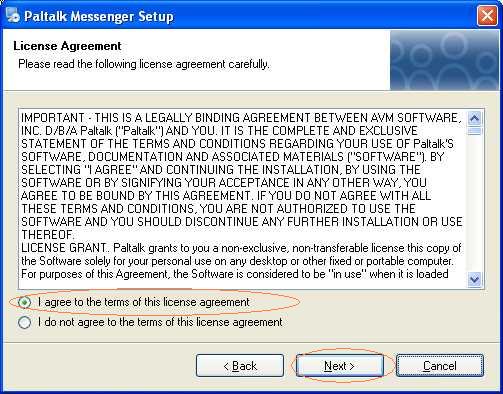 Paltalk Messenger Setup
License Agreement
Please read the following license agreement carefully.
IMPORTANT - THIS IS A LEGALLY BINDING AGREEMENT BETWEEN AVM SOFTWARE,
INC. D/B/A Paltalk ("Paltalk") AND YOU. IT IS THE COMPLETE AND EXCLUSIVE
STATEMENT OF THE TERMS AND CONDITIONS REGARDING YOUR USE OF Paltalk'S
SOFTWARE, DOCUMENTATION AND ASSOCIATED MATERIALS ("SOFTWARE"). BY
SELECTING "I AGREE" AND CONTINUING THE INSTALLATION, BY USING THE
SOFTWARE OR BY SIGNIFYING YOUR ACCEPTANCE IN ANY OTHER WAY, YOU
AGREE TO BE BOUND BY THIS AGREEMENT. IF YOU DO NOT AGREE WITH ALL
THESE TERMS AND CONDITIONS, YOU ARE NOT AUTHORIZED TO USE THE
SOFTWARE AND YOU SHOULD DISCONTINUE ANY FURTHER INSTALLATION OR USE
THEREOF.
LICENSE GRANT. Paltalk grants to you a non-exclusive, non-transferable license this copy of
the Software solely for your personal use on any desktop or other fixed or portable computer.
For purposes of this Agreement, the Software is considered to be "in use" when it is loaded
I agree to the terms of this license agreement
I do not agree to the terms of this license agreement
< Back Next > Cancel